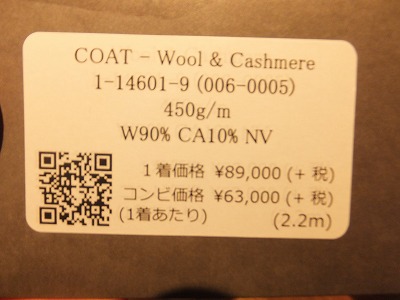 COAT – Wool & Cashmere
1-14601-9 (006-0005)
450g/m
W90% CA10% NV
1着価格 ¥89,000 (+ 税)
コンビ価格 ¥63,000 (+ 税)
(1着あたり) (2.2m)